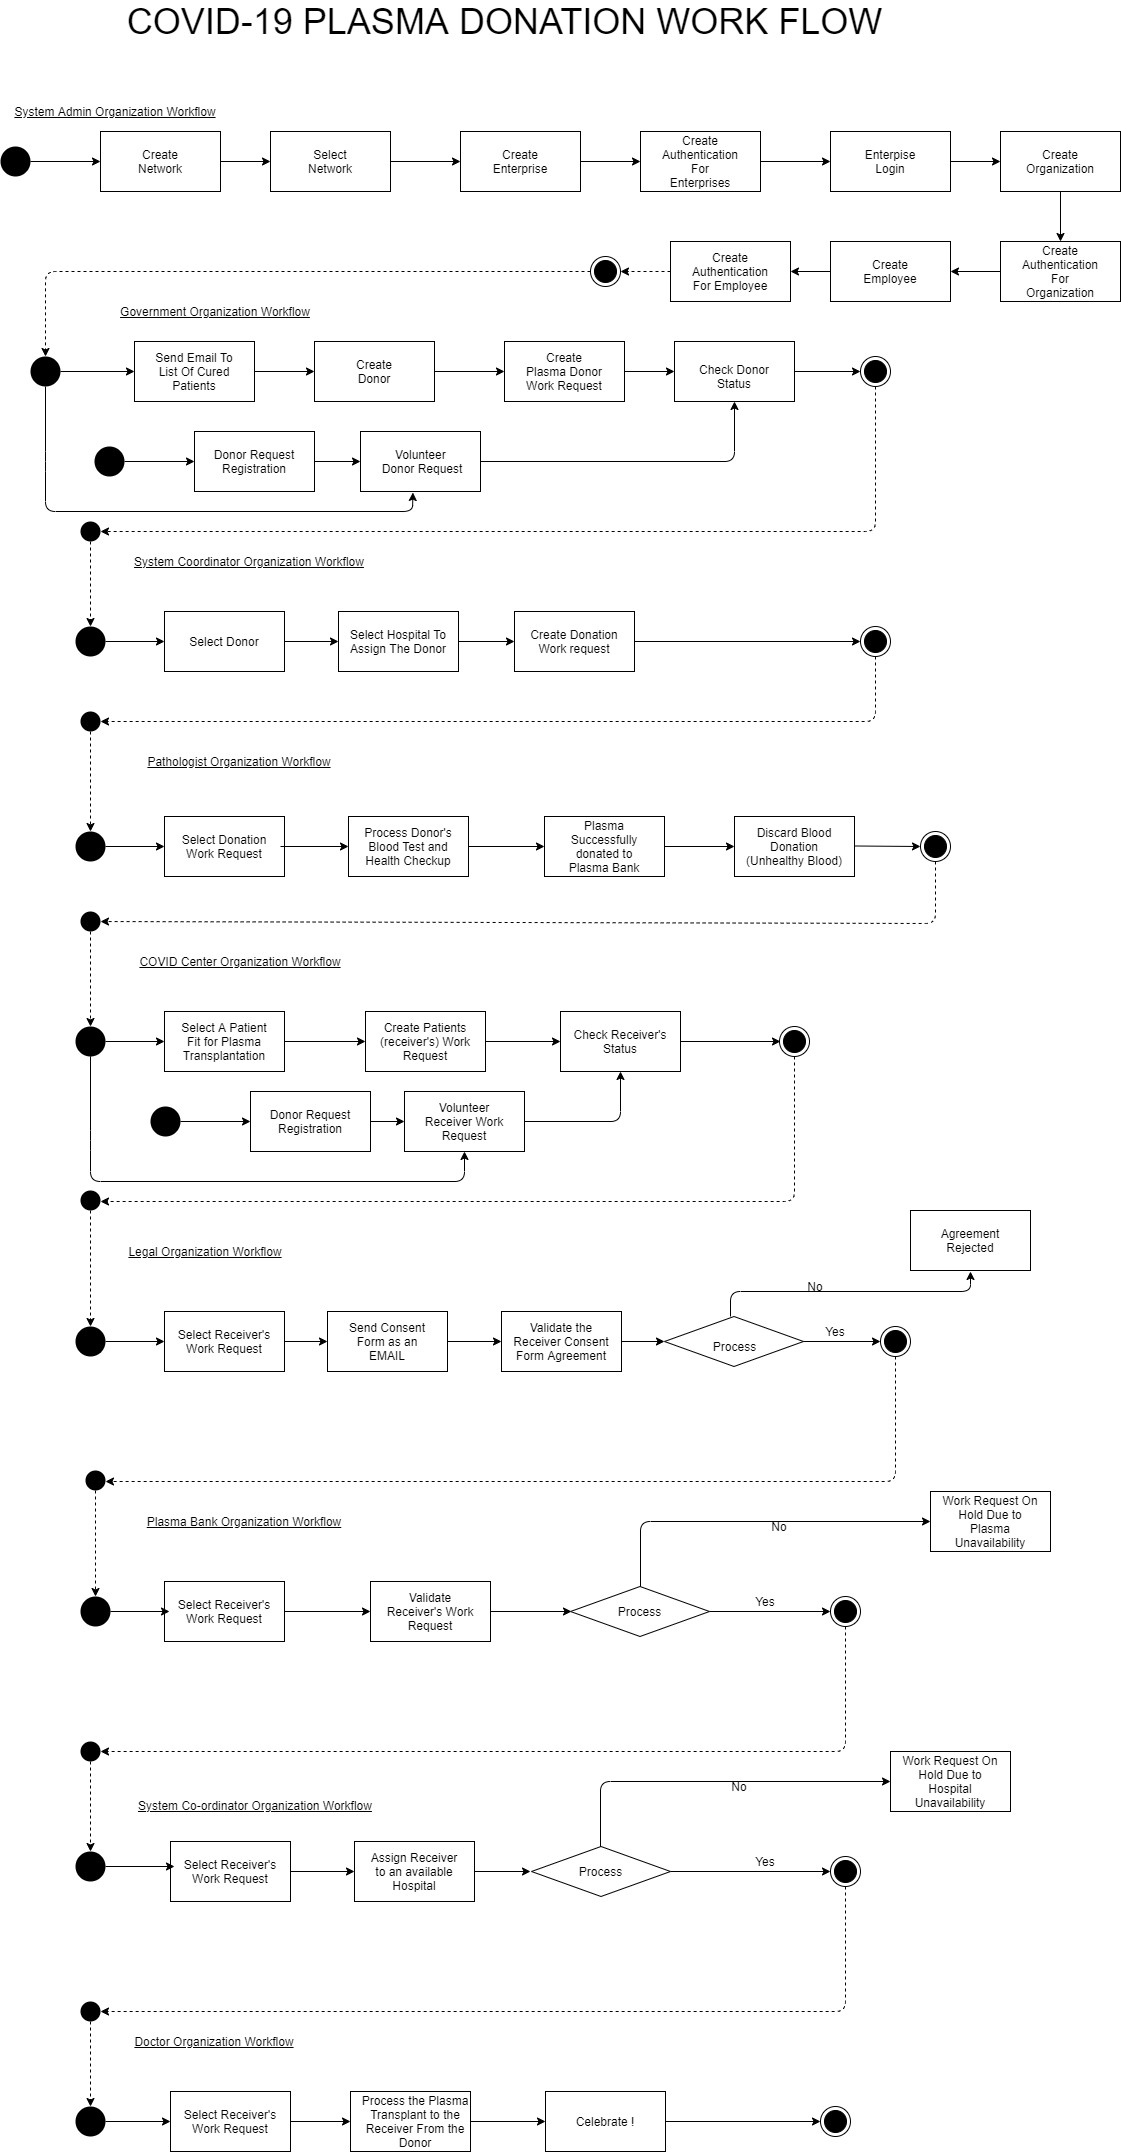 COVID-19 PLASMA DONATION WORK FLOW
System Admin Organization Workflow
Create
Network
Select
Network
Create
Enterprise
Create
Authentication
For
Enterprises
Enterpise
Login
Create
Organization
Create
Authentication
For Employee
Create
Employee
Create
Authentication
For
Organization
Government Organization Workflow
Send Email To
List Of Cured
Patients
Create
Donor
Create
Plasma Donor
Work Request
Check Donor
Status
Donor Request
Registration
Volunteer
Donor Request
System Coordinator Organization Workflow
Select Donor
Select Hospital To
Assign The Donor
Create Donation
Work request
Pathologist Organization Workflow
Select Donation
Work Request
Process Donor's
Blood Test and
Health Checkup
Plasma
Successfully
donated to
Plasma Bank
Discard Blood
Donation
(Unhealthy Blood)
COVID Center Organization Workflow
Select A Patient
Fit for Plasma
Transplantation
Create Patients
(receiver's) Work
Request
Check Receiver's
Status
Donor Request
Registration
Volunteer
Receiver Work
Request
Legal Organization Workflow
Agreement
Rejected
No
Select Receiver's
Work Request
Send Consent
Form as an
EMAIL
Validate the
Receiver Consent
Form Agreement
Process
Yes
Plasma Bank Organization Workflow
Work Request On
Hold Due to
Plasma
Unavailability
No
Select Receiver's
Work Request
Validate
Receiver's Work
Request
Process
Yes
System Co-ordinator Organization Workflow
Work Request On
Hold Due to
Hospital
Unavailability
No
Select Receiver's
Work Request
Assign Receiver
to an available
Hospital
Process
Yes
Doctor Organization Workflow
Select Receiver's
Work Request
Process the Plasma
Transplant to the
Receiver From the
Donor
Celebrate !